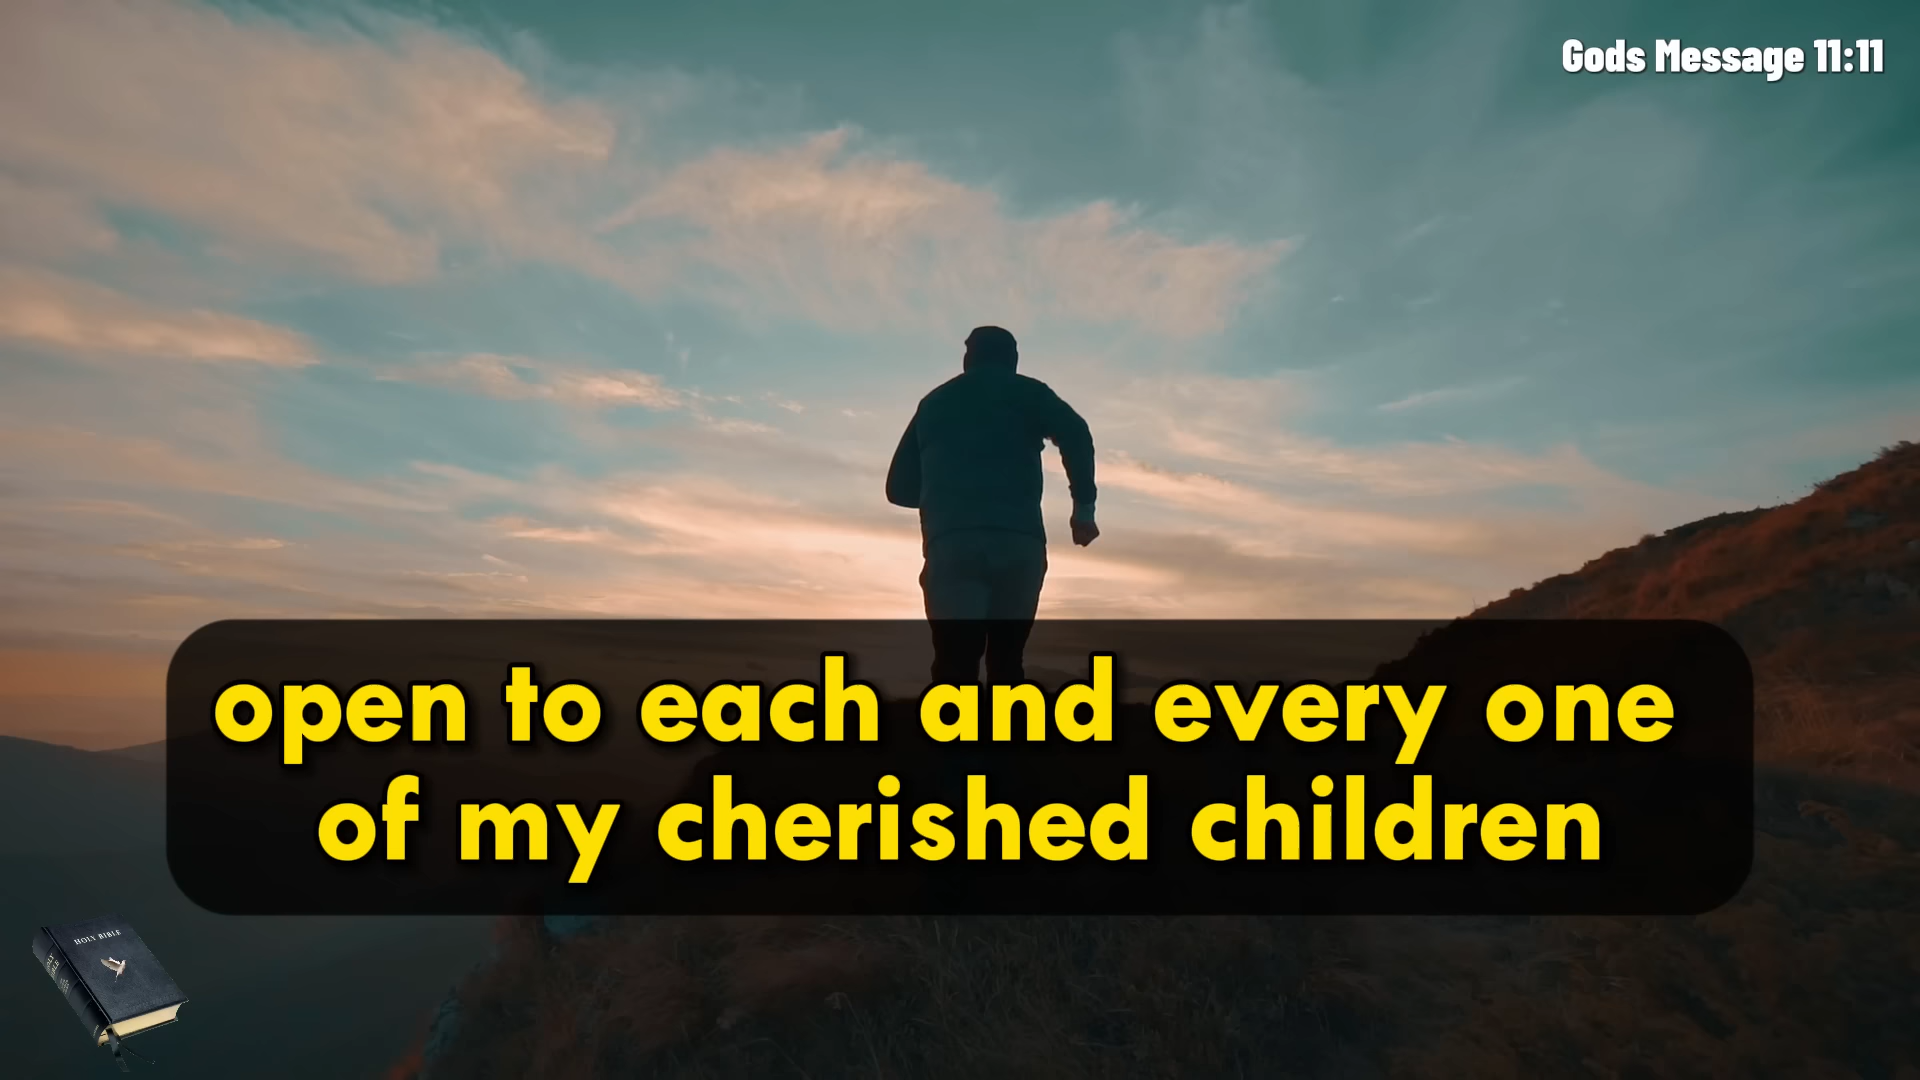 Gods Message 11:11
open to each and every one
of my cherished children
HOLY BIBLE